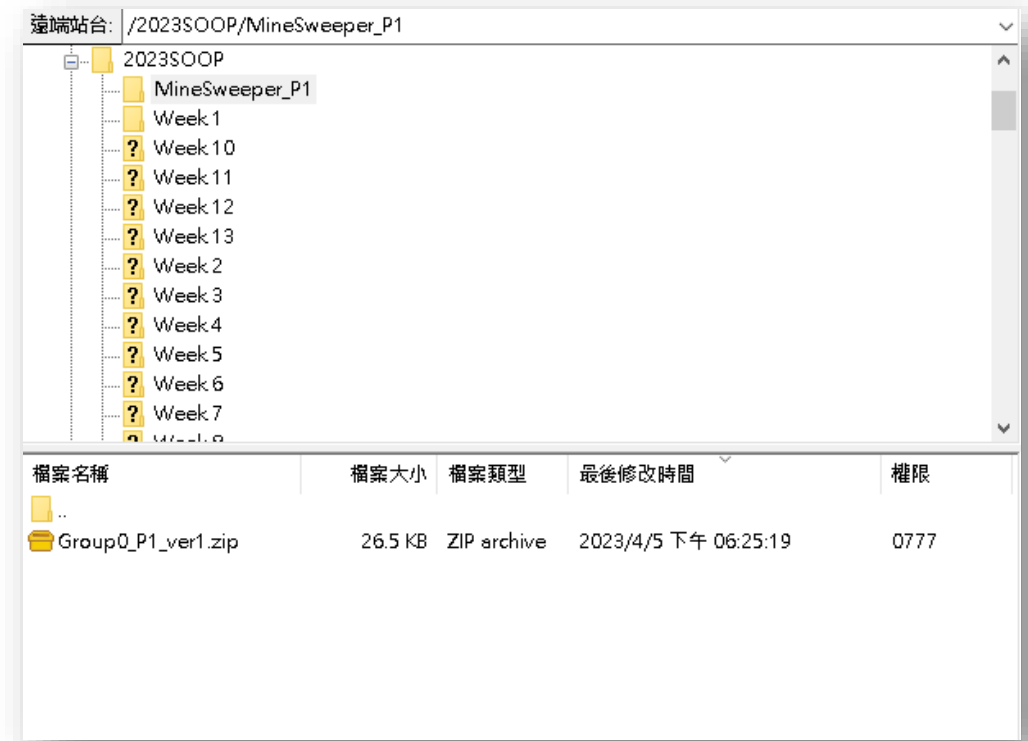 遠端站台: /2023SOOP/MineSweeper_P1
2023SOOP
MineSweeper_P1
Week1
Week10
Week11
Week12
Week13
Week2
Week3
Week4
Week5
Week6
Week7
檔案名稱 檔案大小 檔案類型 最後修改時間 權限
..
Group0_P1_ver1.zip 26.5 KB ZIP archive 2023/4/5 下午 06:25:19 0777